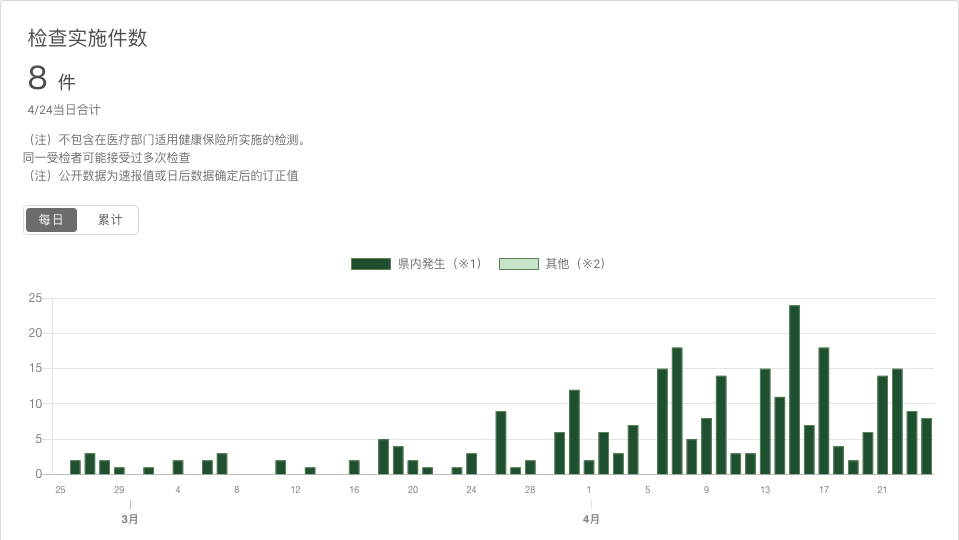 检查实施件数
8 件
4/24当日合计
（注）不包含在医疗部门适用健康保险所实施的检测。
同一受检者可能接受过多次检查
（注）公开数据为速报值或日后数据确定后的订正值
每日 累计
県内発生（※1） 其他（※2）
25
20
15
10
5
0
25 29 4 8 12 16 20 24 28 1 5 9 13 17 21
3月 4月